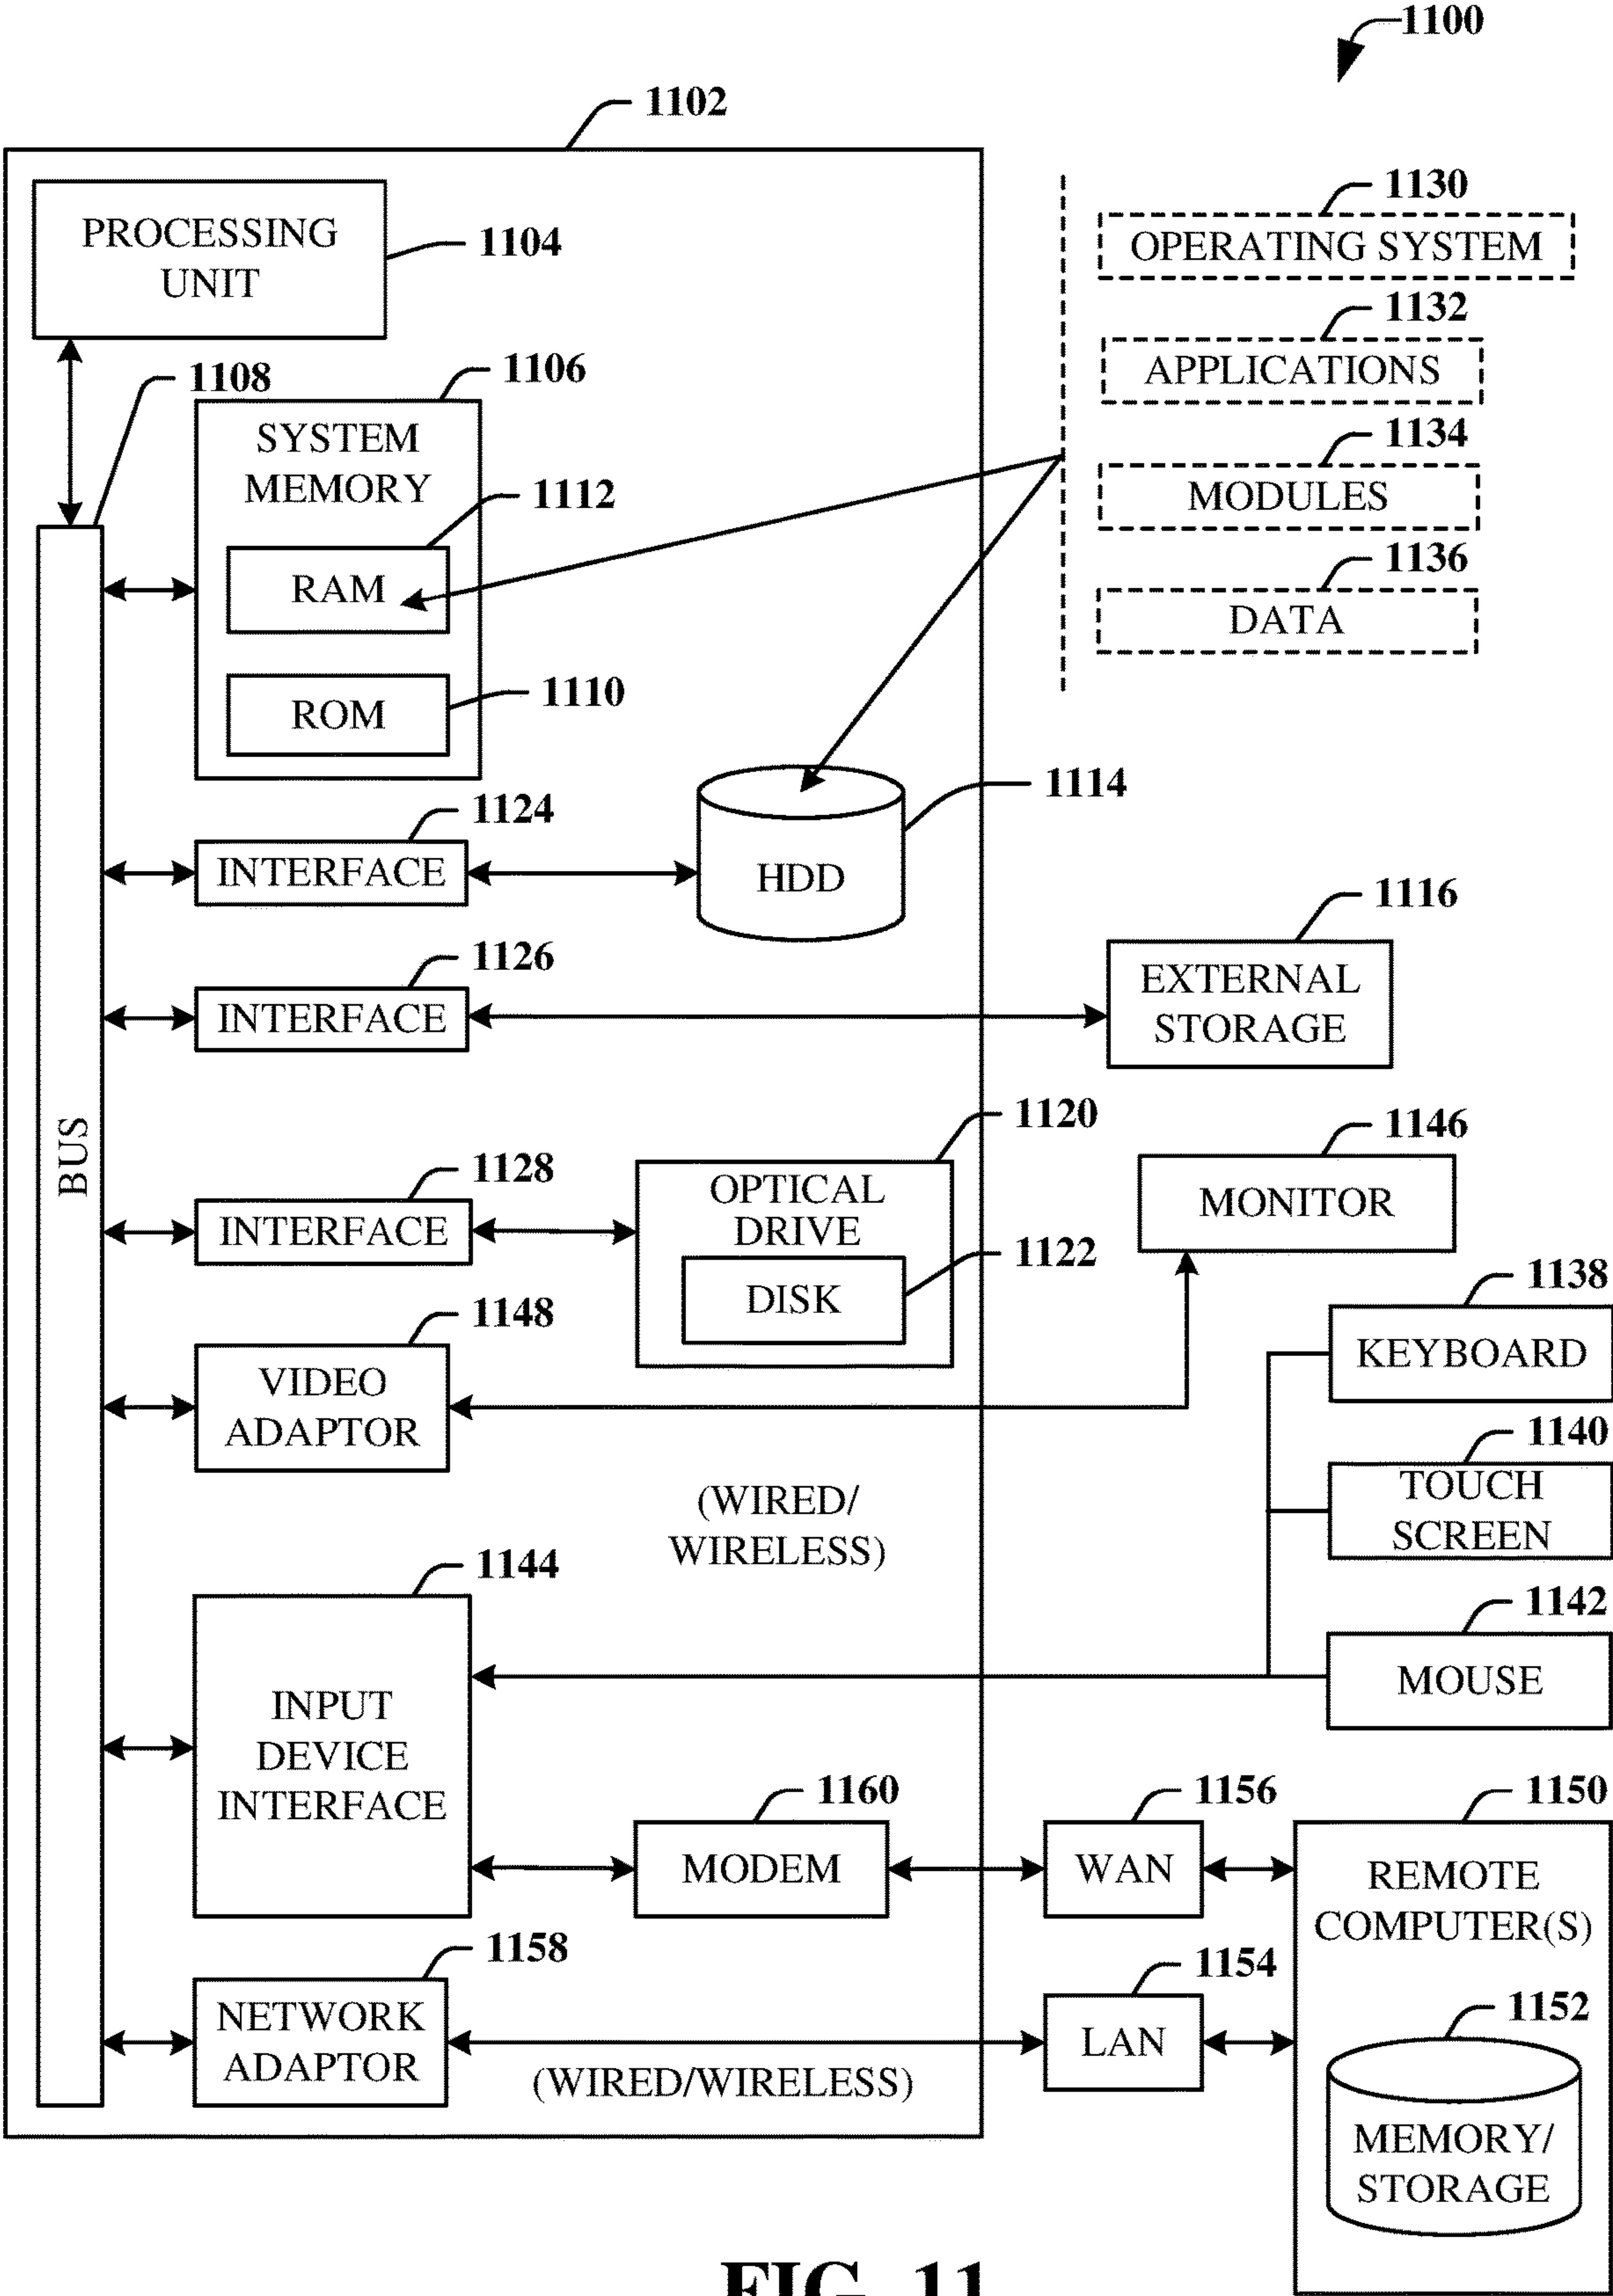 1100
1102
PROCESSING
UNIT
1104
1108
1106
SYSTEM
MEMORY
1112
RAM
1110
ROM
1130
OPERATING SYSTEM
1132
APPLICATIONS
1134
MODULES
1136
DATA
BUS
1124
INTERFACE
1114
HDD
1126
INTERFACE
1116
EXTERNAL
STORAGE
1128
INTERFACE
1120
OPTICAL
DRIVE
1122
DISK
1146
MONITOR
1148
VIDEO
ADAPTOR
1138
KEYBOARD
1140
TOUCH
SCREEN
(WIRED/
WIRELESS)
1142
MOUSE
1144
INPUT
DEVICE
INTERFACE
1160
MODEM
1156
WAN
1150
REMOTE
COMPUTER(S)
1158
NETWORK
ADAPTOR
(WIRED/WIRELESS)
1154
LAN
1152
MEMORY/
STORAGE
FIG. 11